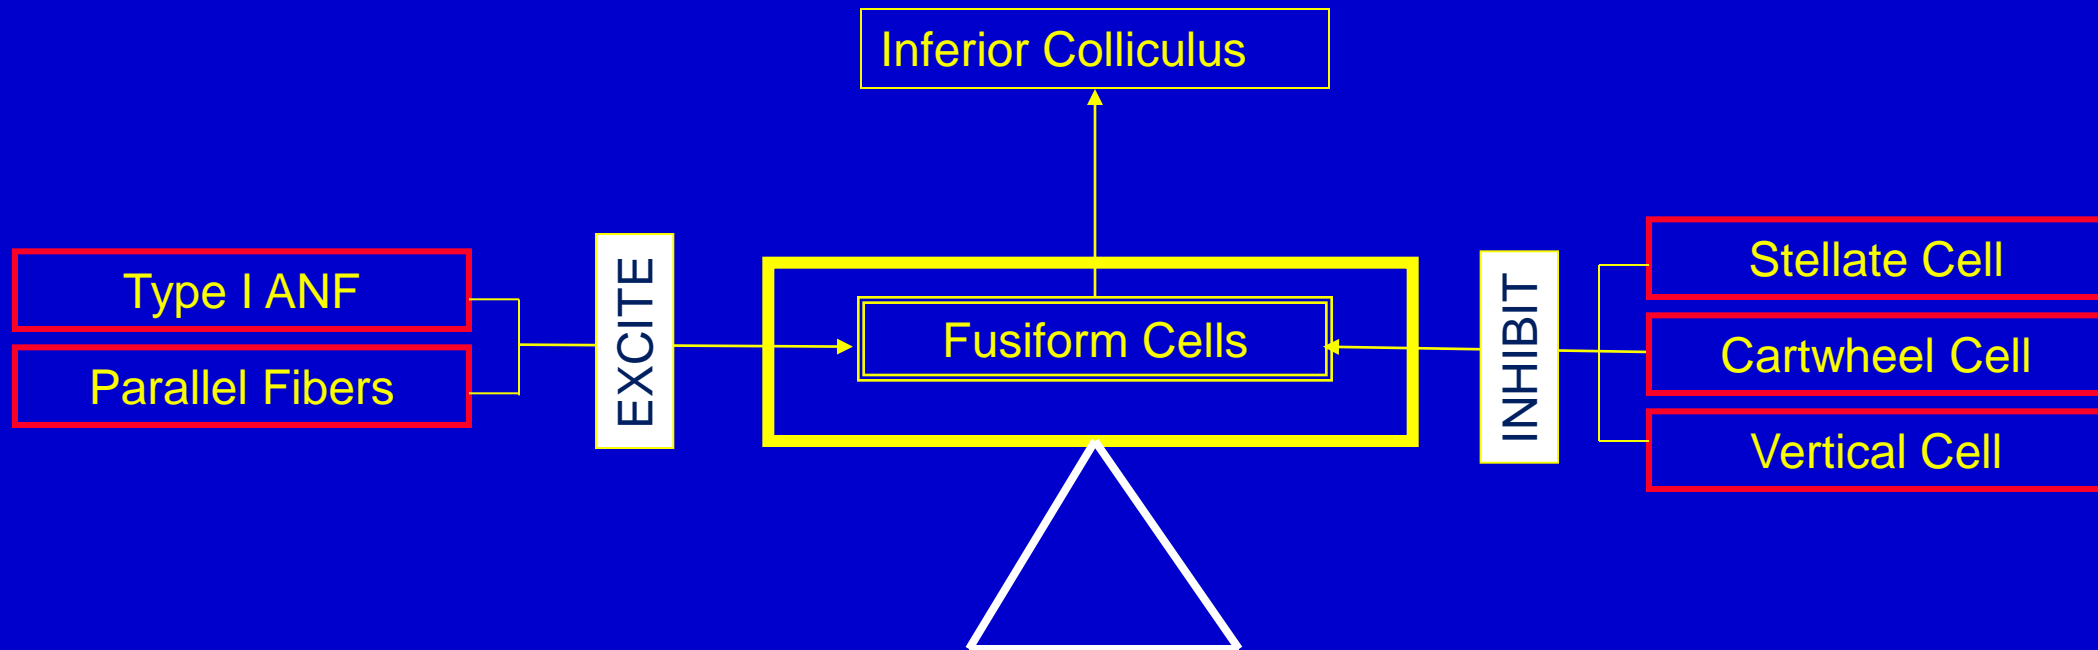 Inferior Colliculus
Type I ANF
Parallel Fibers
EXCITE
Fusiform Cells
INHIBIT
Stellate Cell
Cartwheel Cell
Vertical Cell